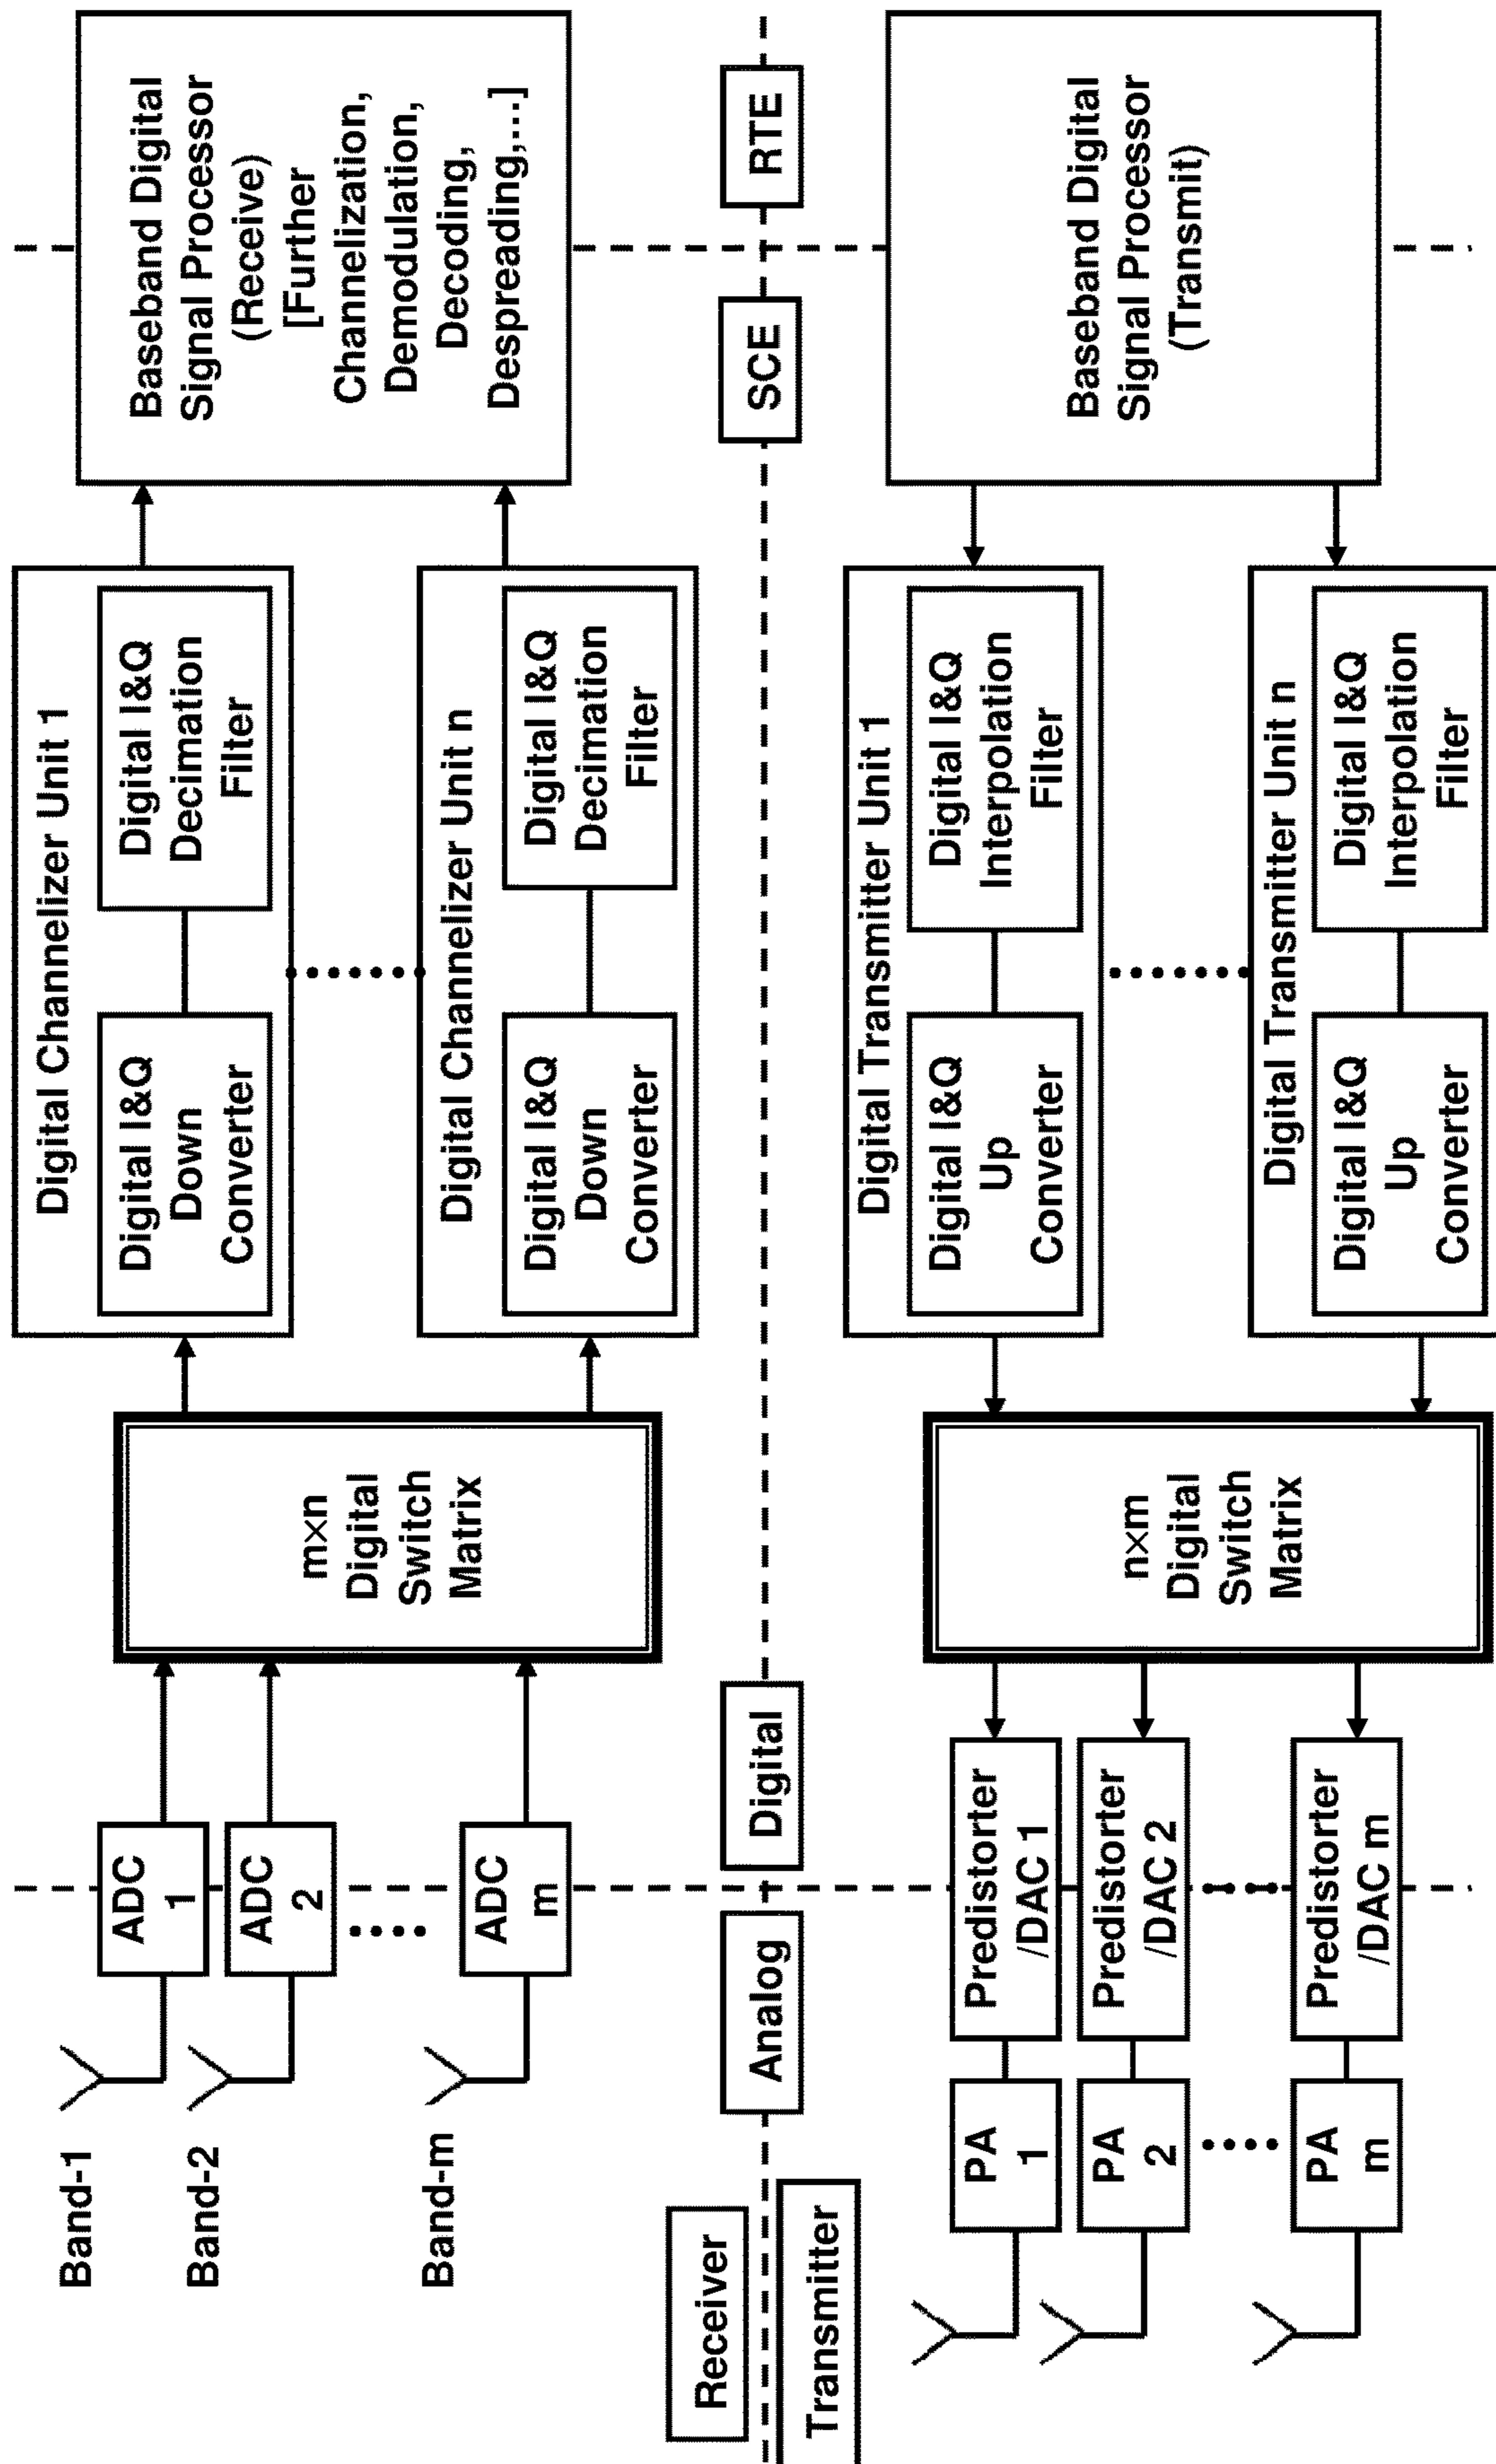 Band-1
Band-2
Band-m
ADC
1
ADC
2
ADC
m
m×n
Digital
Switch
Matrix
Digital Channelizer Unit 1
Digital I&Q
Down
Converter
Digital I&Q
Decimation
Filter
Digital Channelizer Unit n
Digital I&Q
Down
Converter
Digital I&Q
Decimation
Filter
Baseband Digital
Signal Processor
(Receive)
[Further
Channelization,
Demodulation,
Decoding,
Despreading,...]
Receiver
Analog
Digital
SCE
RTE
Transmitter
PA
1
PA
2
PA
m
Predistorter
/DAC 1
Predistorter
/DAC 2
Predistorter
/DAC m
n×m
Digital
Switch
Matrix
Digital Transmitter Unit 1
Digital I&Q
Up
Converter
Digital I&Q
Interpolation
Filter
Digital Transmitter Unit n
Digital I&Q
Up
Converter
Digital I&Q
Interpolation
Filter
Baseband Digital
Signal Processor
(Transmit)